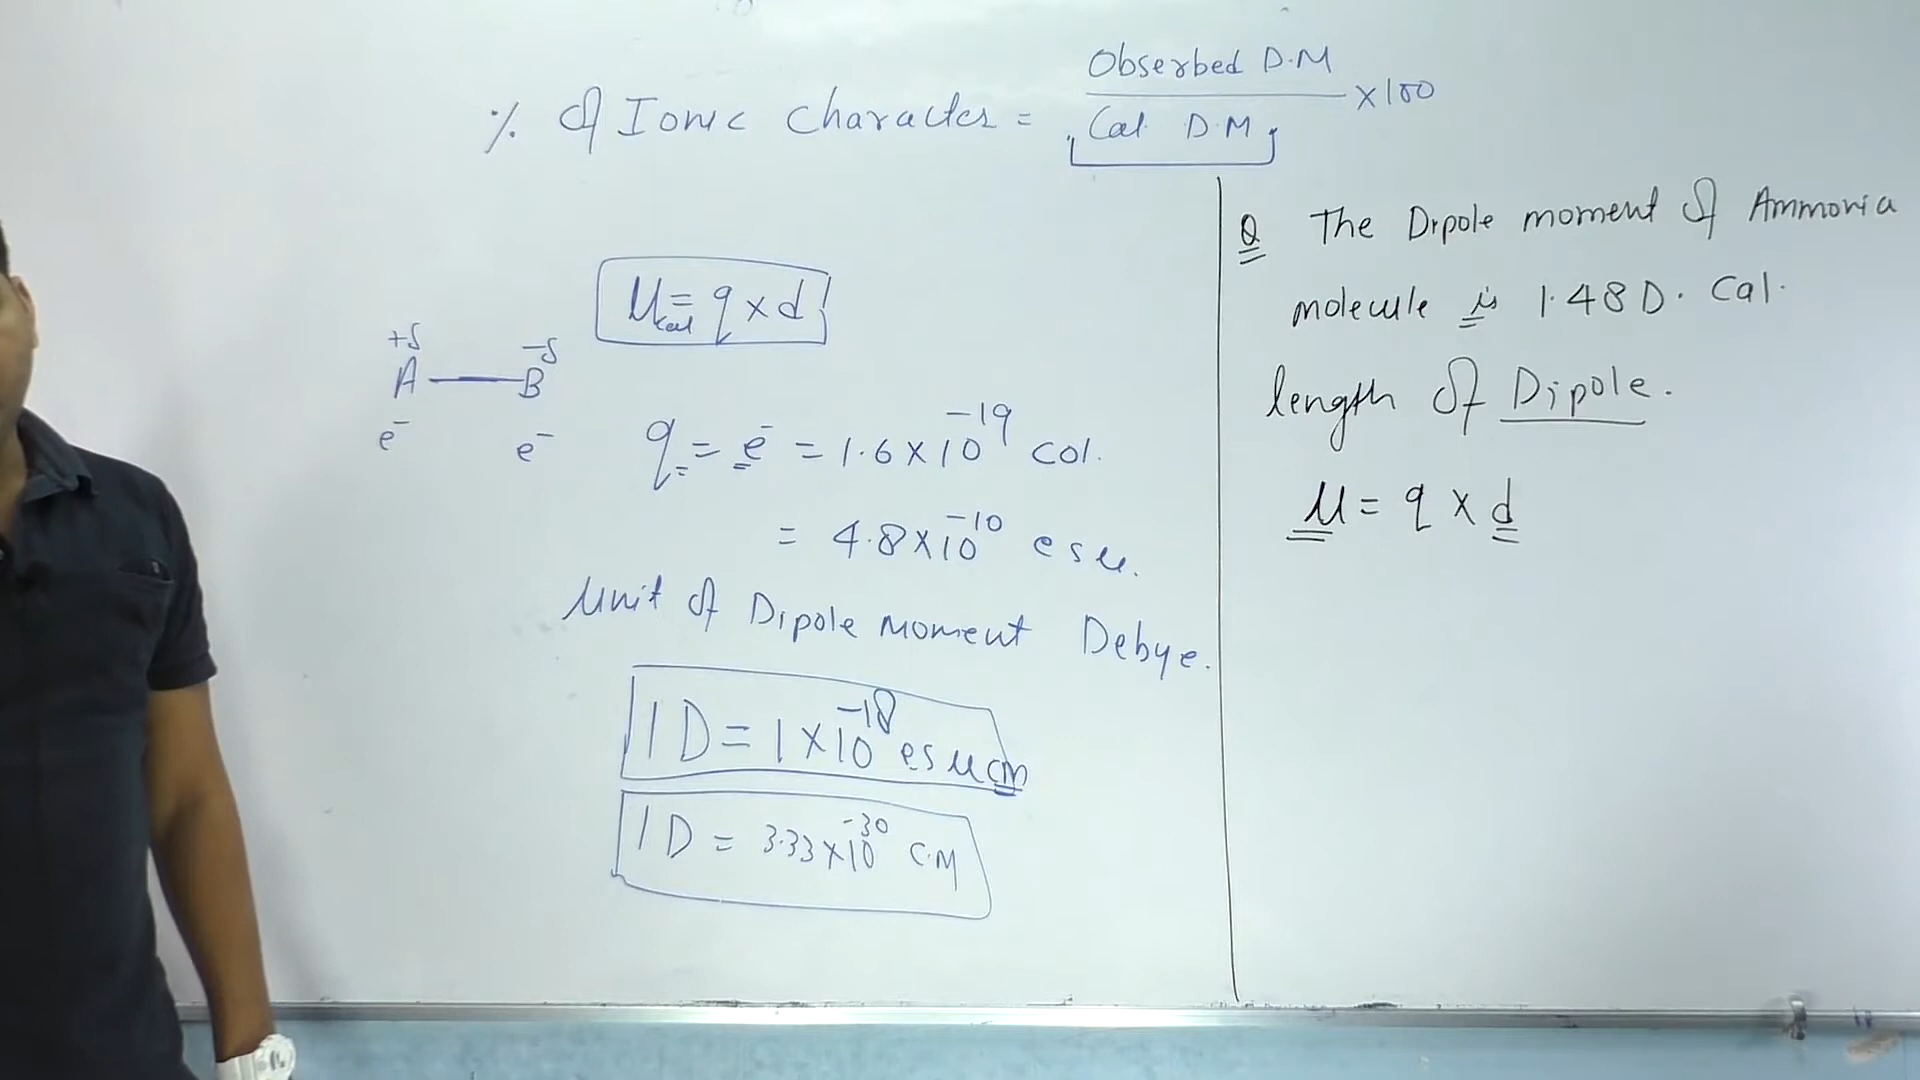 % of Ionic Character = Observed D.M / Cal. D.M × 100
μcal = q × d
+δ -δ
A — B
e⁻ e⁻
q = e⁻ = 1.6 × 10⁻¹⁹ col.
= 4.8 × 10⁻¹⁰ esu.
Unit of Dipole Moment Debye.
1 D = 1 × 10⁻¹⁸ esu cm
1 D = 3.33 × 10⁻³⁰ C.M
Q The Dipole moment of Ammonia
molecule is 1.48 D. Cal.
length of Dipole.
μ = q × d